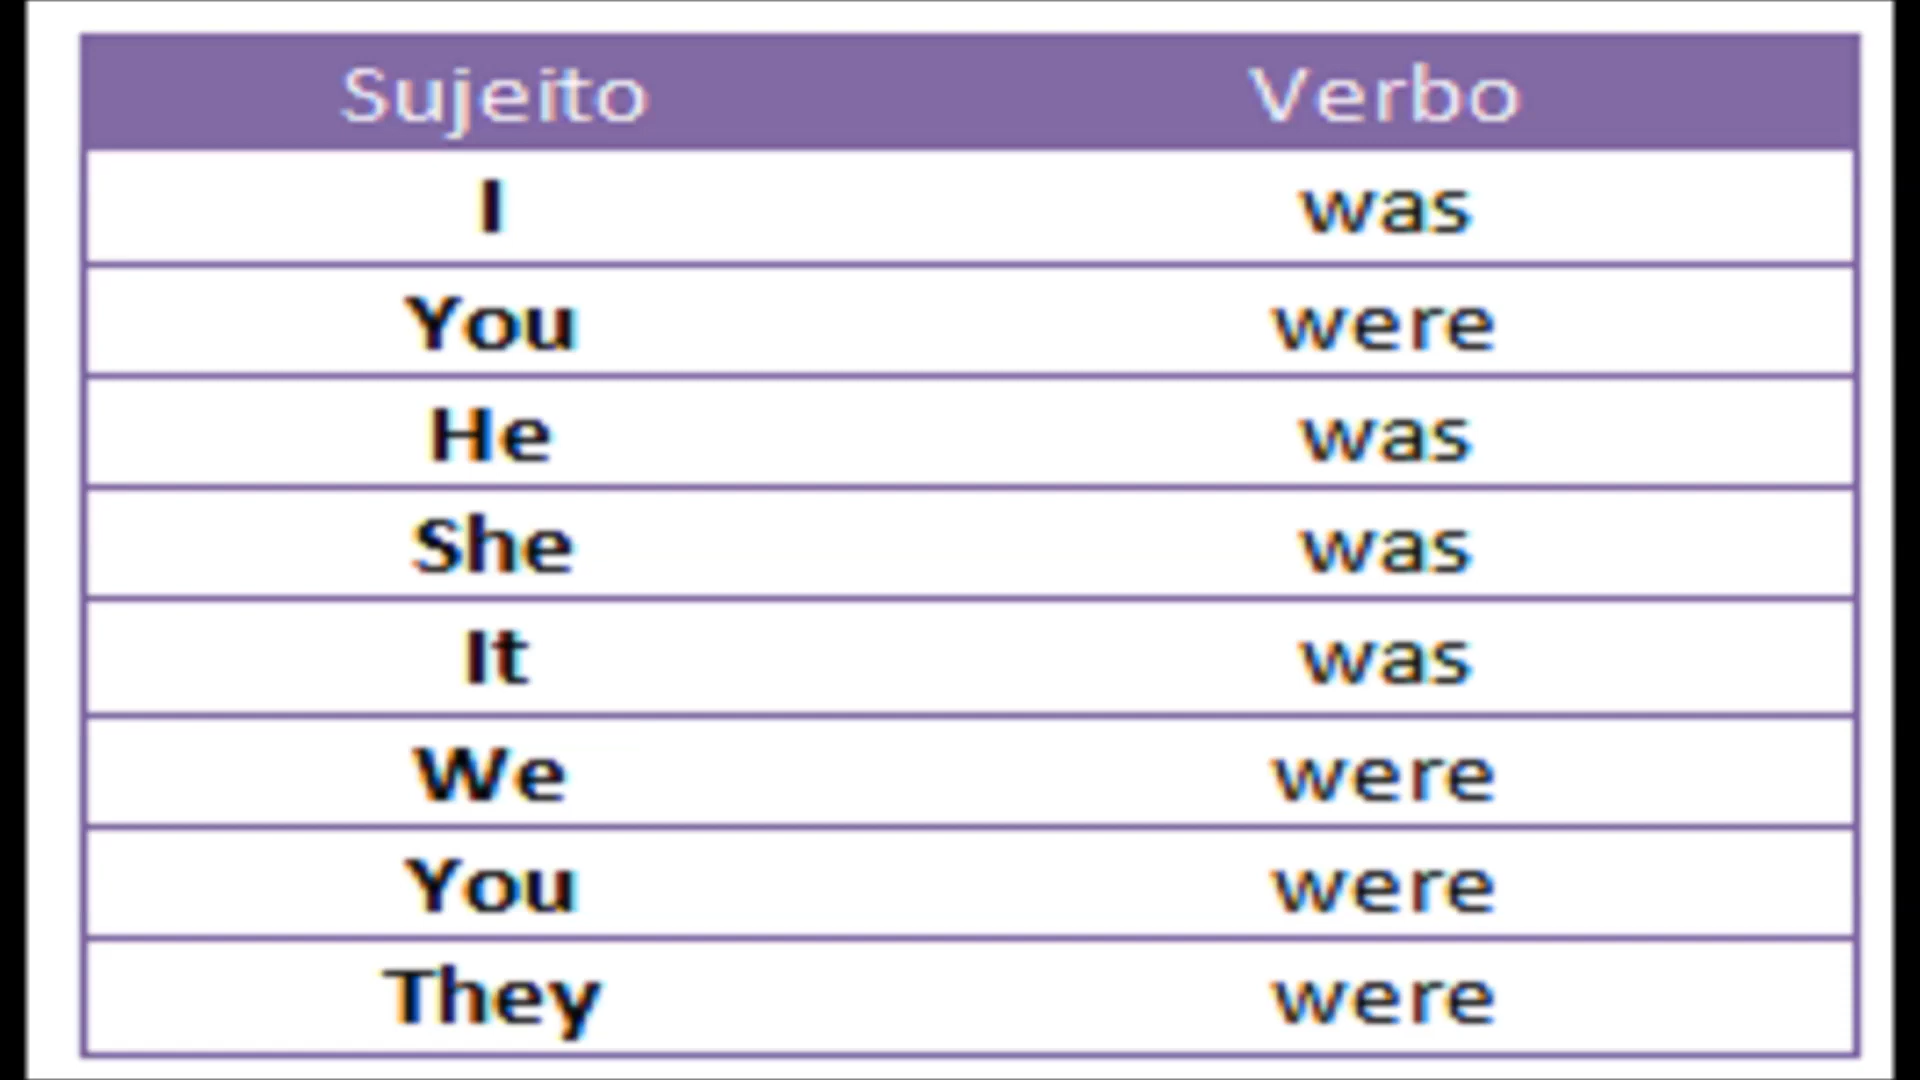 Sujeito Verbo
I was
You were
He was
She was
It was
We were
You were
They were